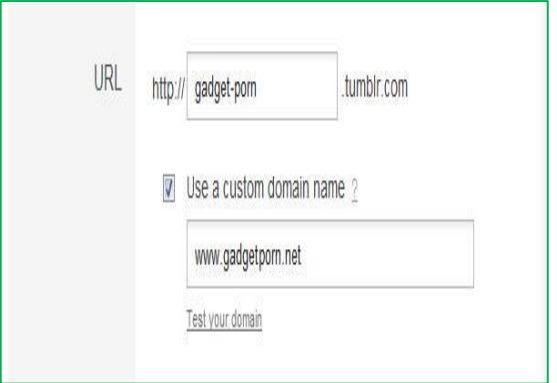 URL http:// gadget-porn .tumblr.com
Use a custom domain name ?
www.gadgetporn.net
Test your domain